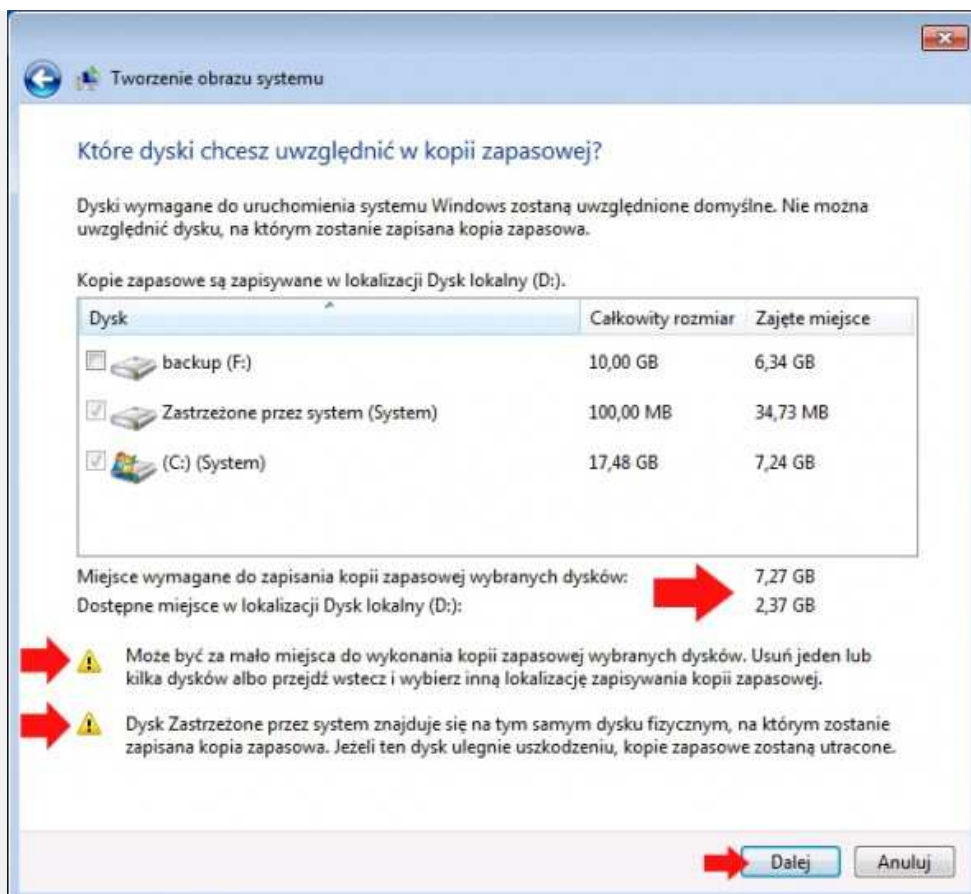 Tworzenie obrazu systemu
Które dyski chcesz uwzględnić w kopii zapasowej?
Dyski wymagane do uruchomienia systemu Windows zostaną uwzględnione domyślne. Nie można
uwzględnić dysku, na którym zostanie zapisana kopia zapasowa.
Kopie zapasowe są zapisywane w lokalizacji Dysk lokalny (D:).
Dysk Całkowity rozmiar Zajęte miejsce
backup (F:) 10,00 GB 6,34 GB
Zastrzeżone przez system (System) 100,00 MB 34,73 MB
(C:) (System) 17,48 GB 7,24 GB
Miejsce wymagane do zapisania kopii zapasowej wybranych dysków: 7,27 GB
Dostępne miejsce w lokalizacji Dysk lokalny (D:): 2,37 GB
Może być za mało miejsca do wykonania kopii zapasowej wybranych dysków. Usuń jeden lub
kilka dysków albo przejdź wstecz i wybierz inną lokalizację zapisywania kopii zapasowej.
Dysk Zastrzeżone przez system znajduje się na tym samym dysku fizycznym, na którym zostanie
zapisana kopia zapasowa. Jeżeli ten dysk ulegnie uszkodzeniu, kopie zapasowe zostaną utracone.
Dalej Anuluj